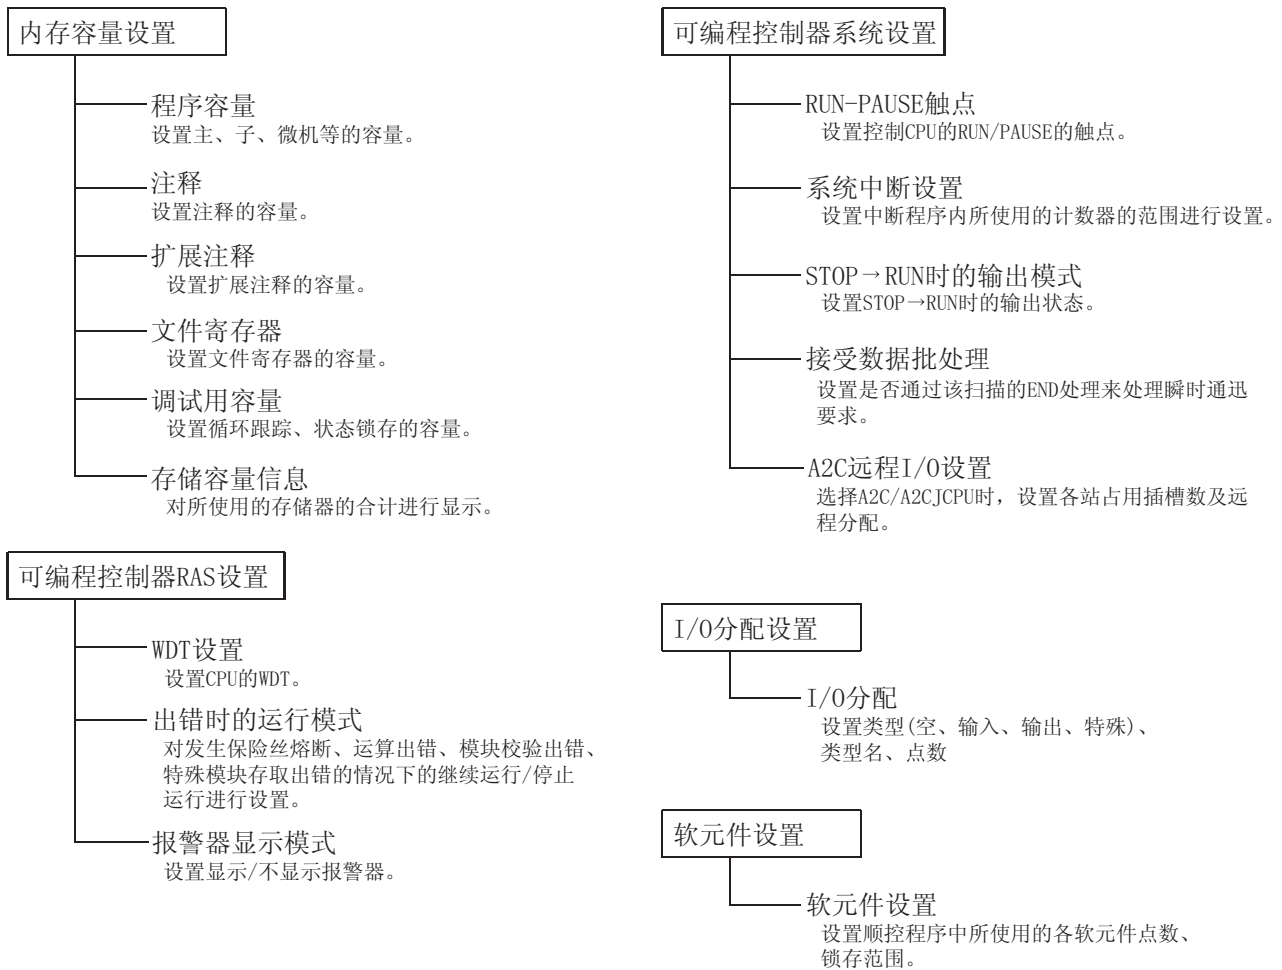 内存容量设置
程序容量
设置主、子、微机等的容量。
注释
设置注释的容量。
扩展注释
设置扩展注释的容量。
文件寄存器
设置文件寄存器的容量。
调试用容量
设置循环跟踪、状态锁存的容量。
存储容量信息
对所使用的存储器的合计进行显示。
可编程控制器RAS设置
WDT设置
设置CPU的WDT。
出错时的运行模式
对发生保险丝熔断、运算出错、模块校验出错、
特殊模块存取出错的情况下的继续运行/停止
运行进行设置。
报警器显示模式
设置显示/不显示报警器。
可编程控制器系统设置
RUN-PAUSE触点
设置控制CPU的RUN/PAUSE的触点。
系统中断设置
设置中断程序内所使用的计数器的范围进行设置。
STOP→RUN时的输出模式
设置STOP→RUN时的输出状态。
接受数据批处理
设置是否通过该扫描的END处理来处理瞬时通迅
要求。
A2C远程I/O设置
选择A2C/A2CJCPU时，设置各站占用插槽数及远
程分配。
I/O分配设置
I/O分配
设置类型(空、输入、输出、特殊)、
类型名、点数
软元件设置
软元件设置
设置顺控程序中所使用的各软元件点数、
锁存范围。